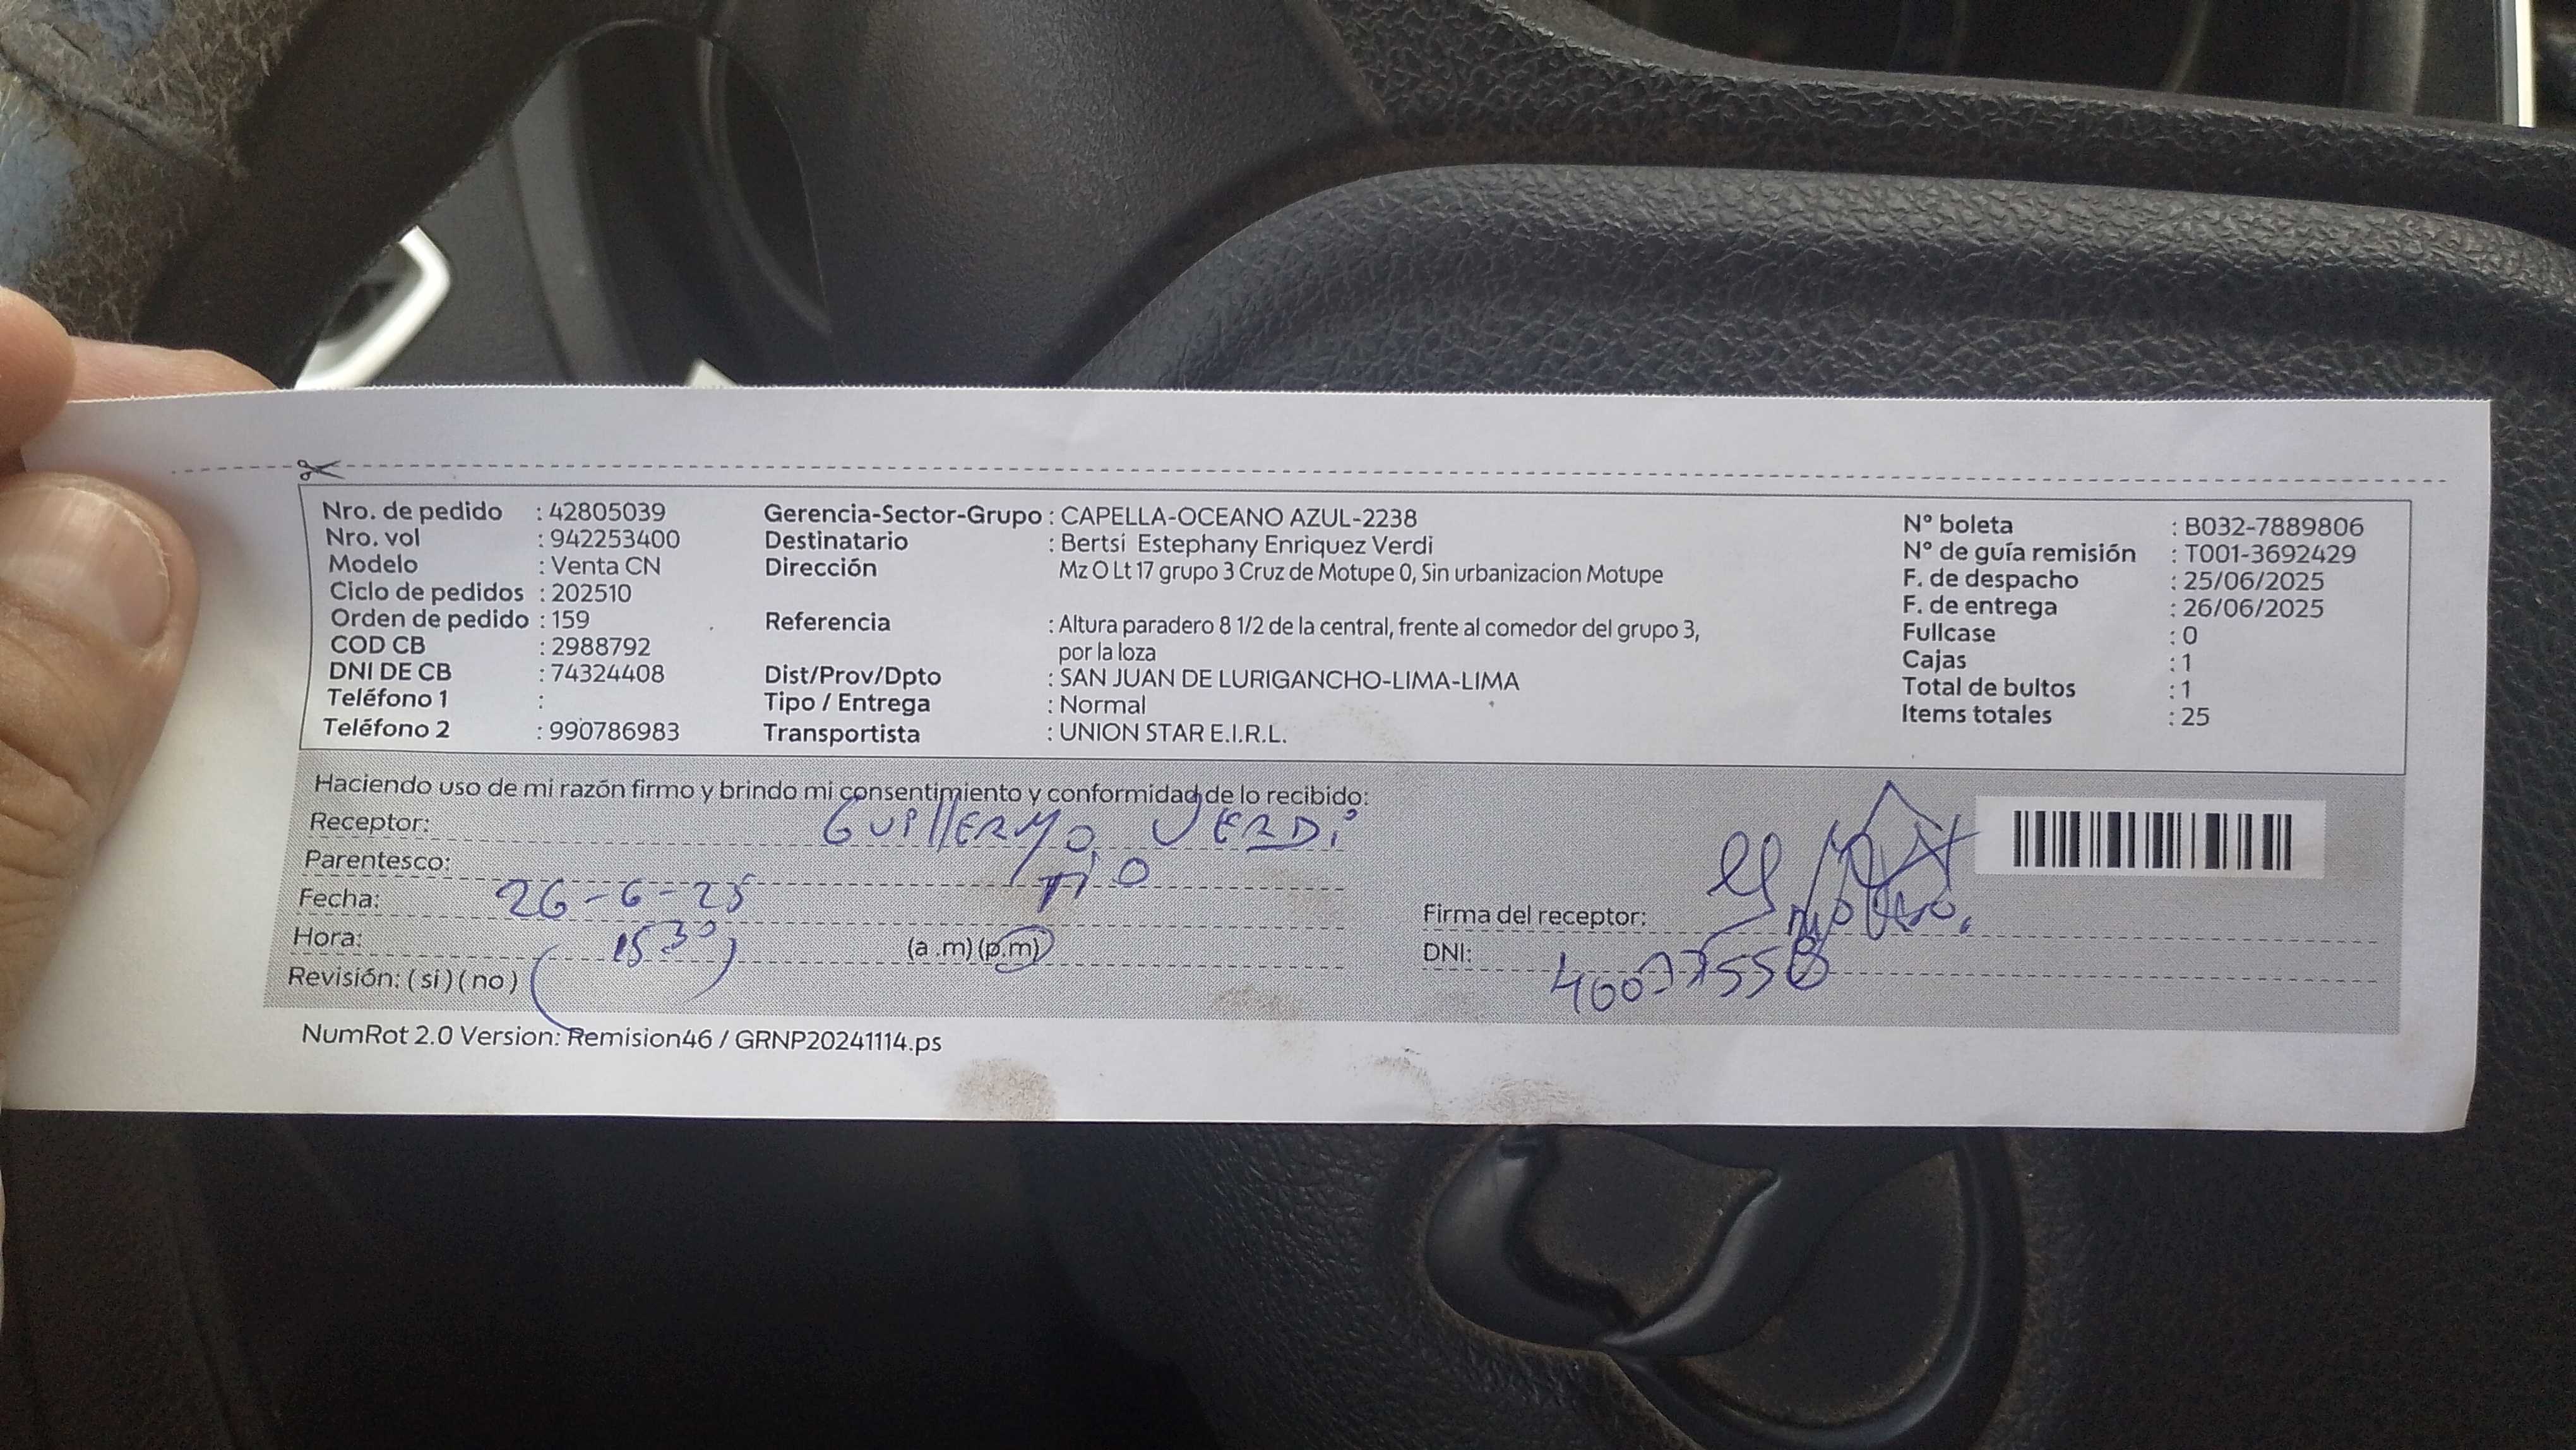 Nro. de pedido : 42805039
Nro. vol : 942253400
Modelo : Venta CN
Ciclo de pedidos : 202510
Orden de pedido : 159
COD CB : 2988792
DNI DE CB : 74324408
Teléfono 1 :
Teléfono 2 : 990786983
Gerencia-Sector-Grupo : CAPELLA-OCEANO AZUL-2238
Destinatario : Bertsi Estephany Enriquez Verdi
Dirección Mz O Lt 17 grupo 3 Cruz de Motupe 0, Sin urbanizacion Motupe
Referencia : Altura paradero 8 1/2 de la central, frente al comedor del grupo 3,
por la loza
Dist/Prov/Dpto : SAN JUAN DE LURIGANCHO-LIMA-LIMA
Tipo / Entrega : Normal
Transportista : UNION STAR E.I.R.L.
N° boleta : B032-7889806
N° de guía remisión : T001-3692429
F. de despacho : 25/06/2025
F. de entrega : 26/06/2025
Fullcase : 0
Cajas : 1
Total de bultos : 1
Items totales : 25
Haciendo uso de mi razón firmo y brindo mi consentimiento y conformidad de lo recibido:
Receptor: GUILLERMO VERDI
Parentesco: TIO
Fecha: 26-6-25
Hora: 1530 (a .m) (p.m)
Revisión: ( si ) ( no )
Firma del receptor:
DNI:
NumRot 2.0 Version: Remision46 / GRNP20241114.ps